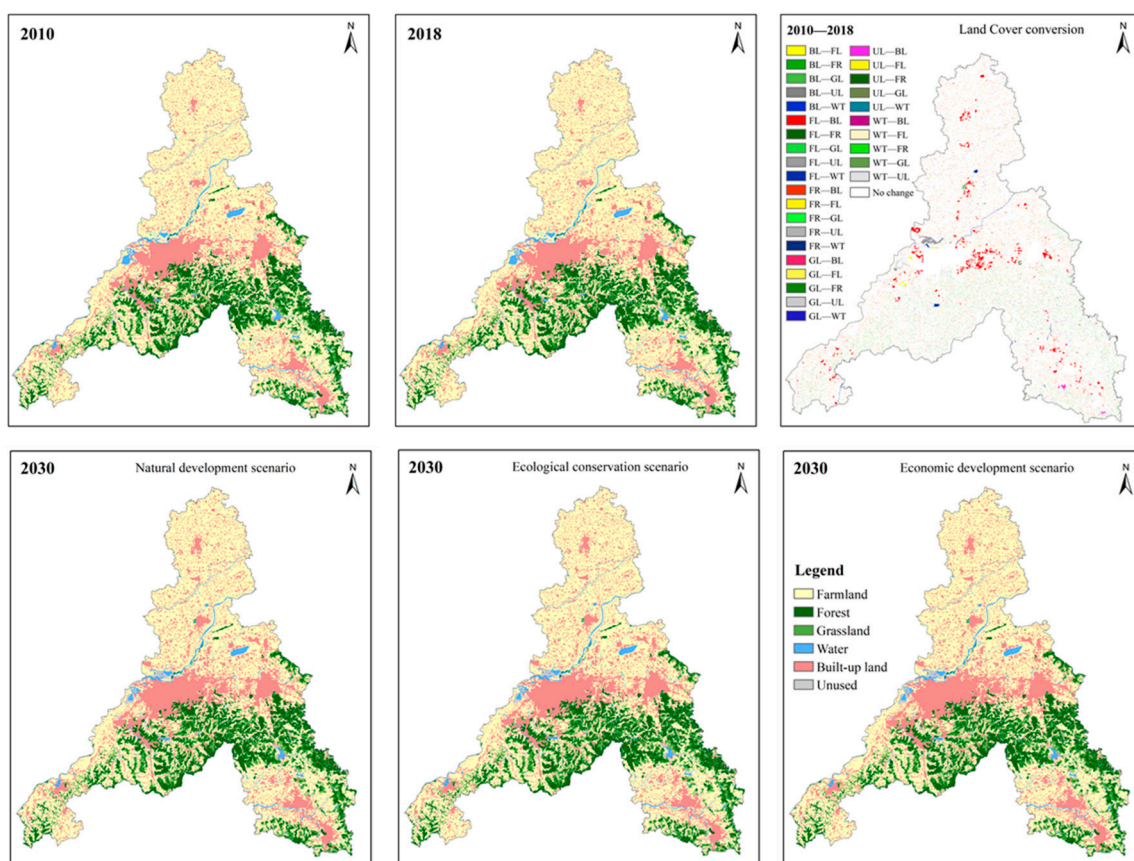 2010
N
2018
N
2010—2018
Land Cover conversion
N
BL—FL
BL—FR
BL—GL
BL—UL
BL—WT
FL—BL
FL—FR
FL—GL
FL—UL
FL—WT
FR—BL
FR—FL
FR—GL
FR—UL
FR—WT
GL—BL
GL—FL
GL—FR
GL—UL
GL—WT
UL—BL
UL—FL
UL—FR
UL—GL
UL—WT
WT—BL
WT—FL
WT—FR
WT—GL
WT—UL
No change
2030
Natural development scenario
N
2030
Ecological conservation scenario
N
2030
Economic development scenario
N
Legend
Farmland
Forest
Grassland
Water
Built-up land
Unused